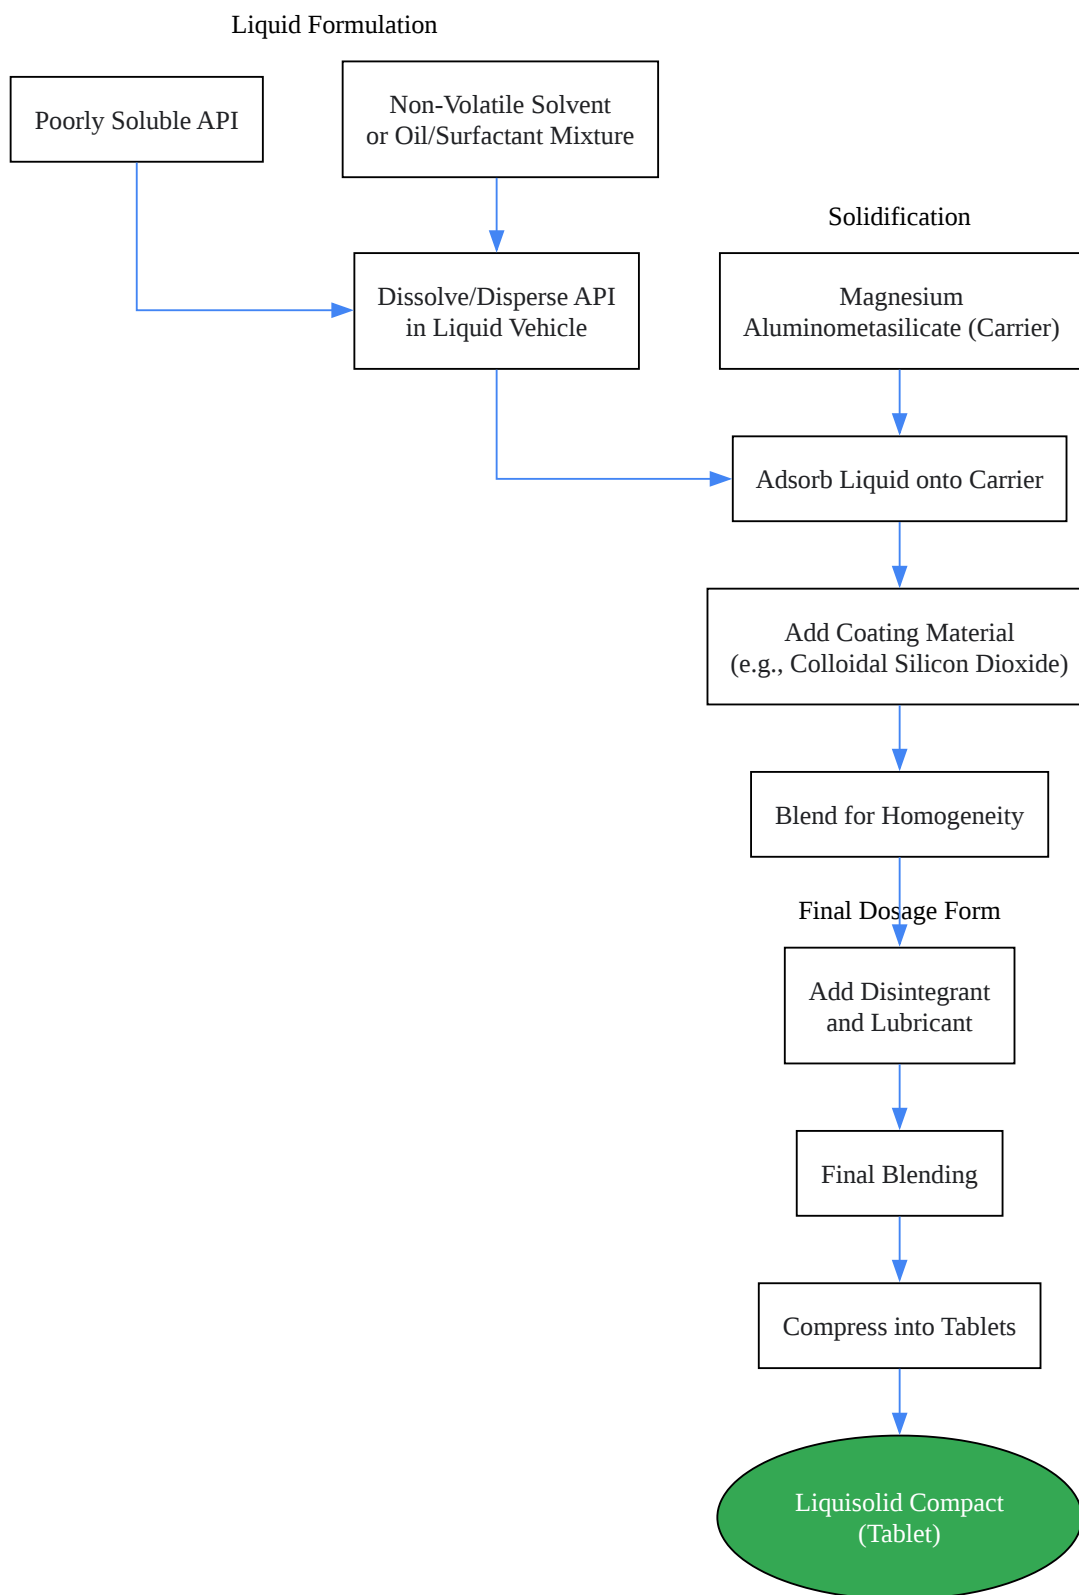 Liquid Formulation
Poorly Soluble API
Non-Volatile Solvent
or Oil/Surfactant Mixture
Dissolve/Disperse API
in Liquid Vehicle
Solidification
Magnesium
Aluminometasilicate (Carrier)
Adsorb Liquid onto Carrier
Add Coating Material
(e.g., Colloidal Silicon Dioxide)
Blend for Homogeneity
Final Dosage Form
Add Disintegrant
and Lubricant
Final Blending
Compress into Tablets
Liquisolid Compact
(Tablet)